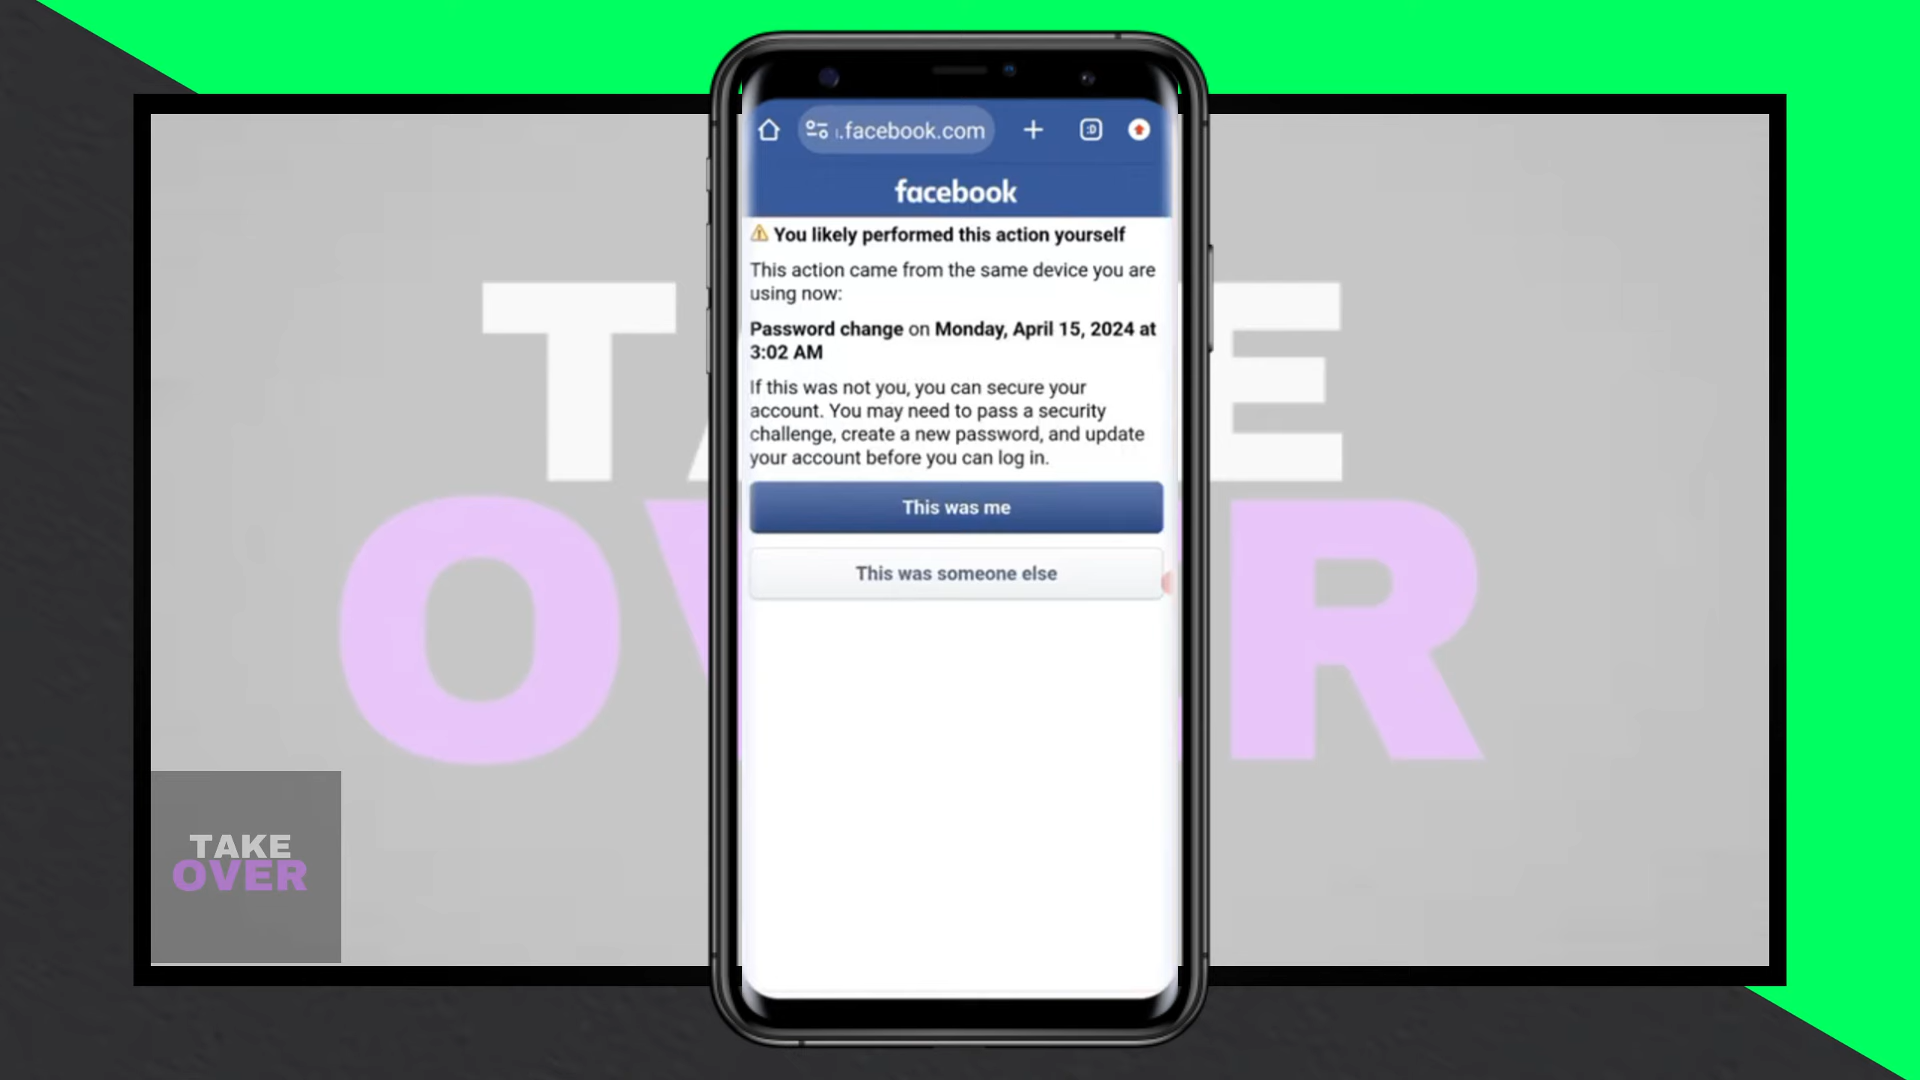 .facebook.com
:D
facebook
You likely performed this action yourself
This action came from the same device you are
using now:
Password change on Monday, April 15, 2024 at
3:02 AM
If this was not you, you can secure your
account. You may need to pass a security
challenge, create a new password, and update
your account before you can log in.
This was me
This was someone else
TAKE
OVER